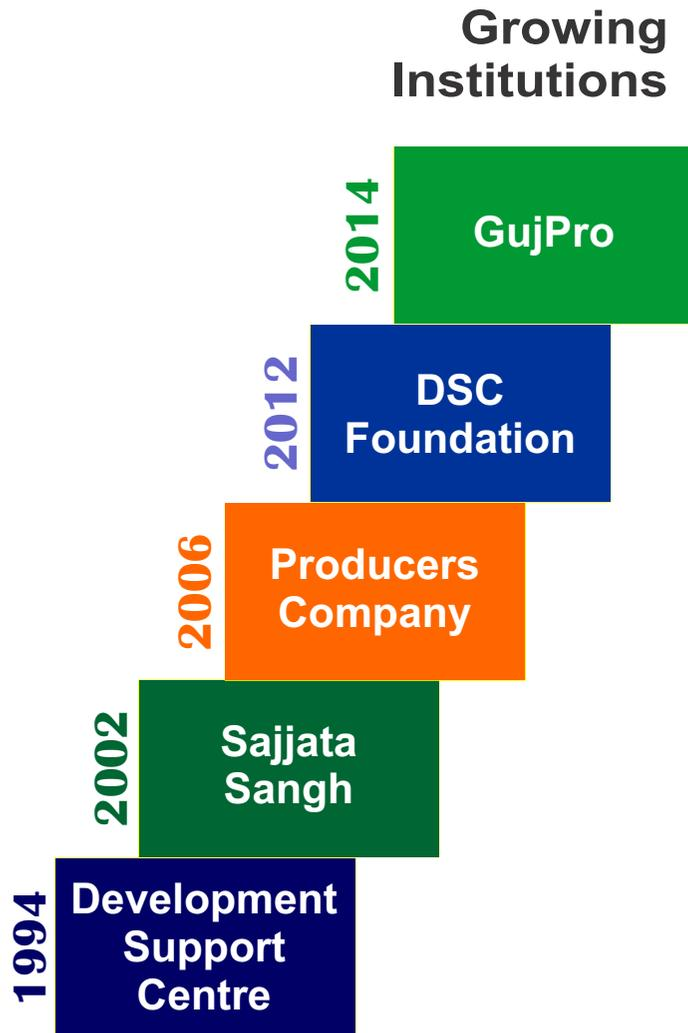 Growing
Institutions
2014
GujPro
2012
DSC
Foundation
2006
Producers
Company
2002
Sajjata
Sangh
1994
Development
Support
Centre